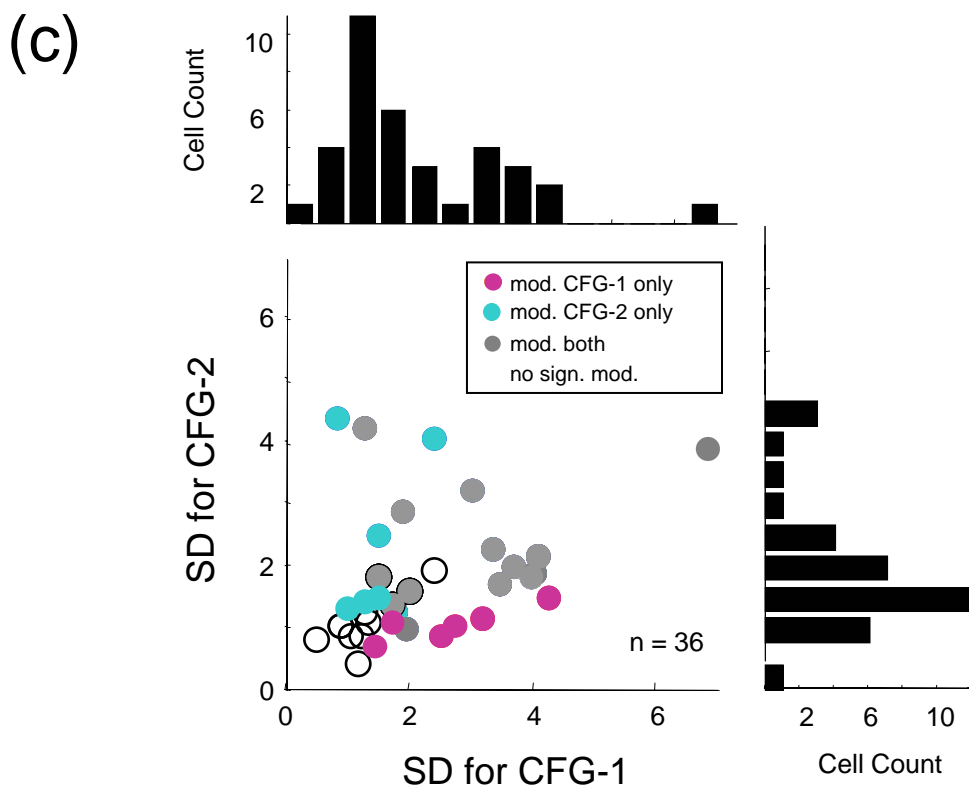 (c)
Cell Count
10
6
2
mod. CFG-1 only
mod. CFG-2 only
mod. both
no sign. mod.
SD for CFG-2
6
4
2
0
n = 36
0 2 4 6
SD for CFG-1
2 6 10
Cell Count